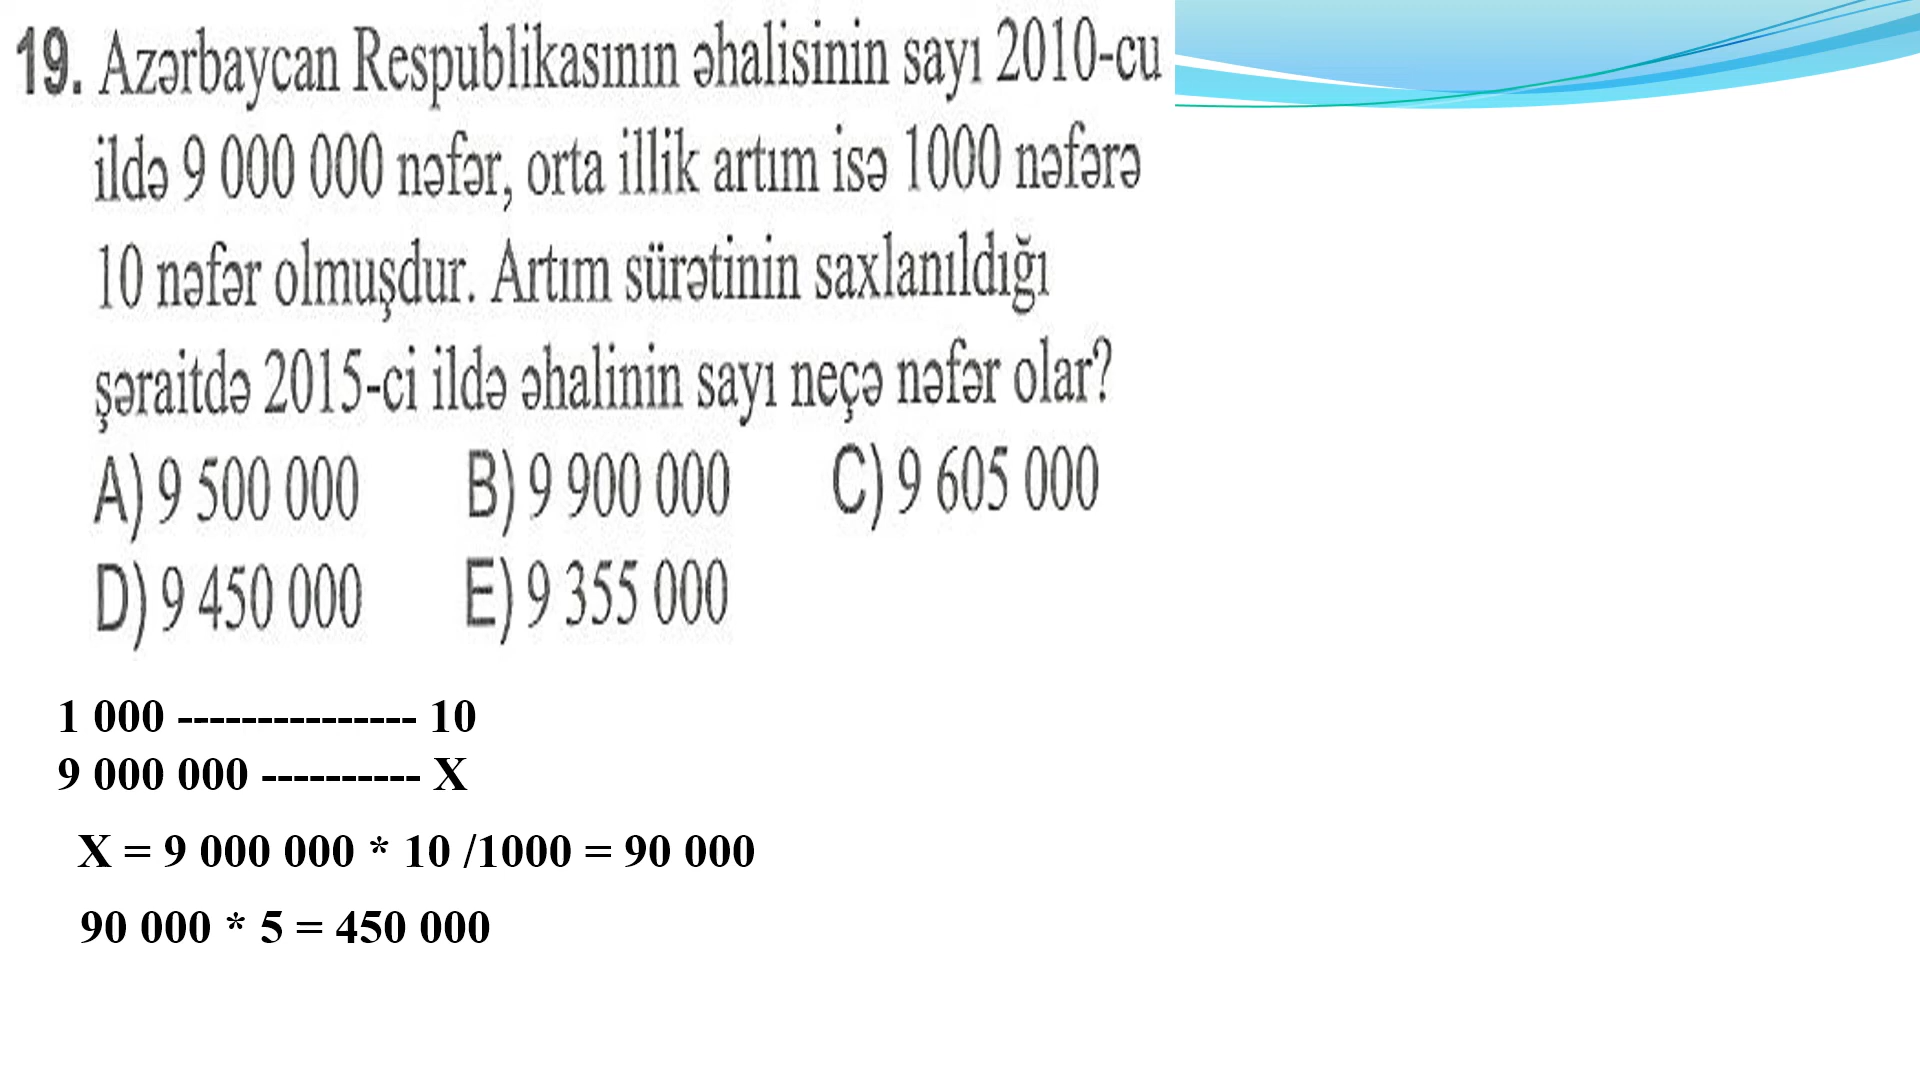 19. Azərbaycan Respublikasının əhalisinin sayı 2010-cu
ildə 9 000 000 nəfər, orta illik artım isə 1000 nəfərə
10 nəfər olmuşdur. Artım sürətinin saxlanıldığı
şəraitdə 2015-ci ildə əhalinin sayı neçə nəfər olar?
A) 9 500 000 B) 9 900 000 C) 9 605 000
D) 9 450 000 E) 9 355 000
1 000 --------------- 10
9 000 000 ---------- X
X = 9 000 000 * 10 /1000 = 90 000
90 000 * 5 = 450 000